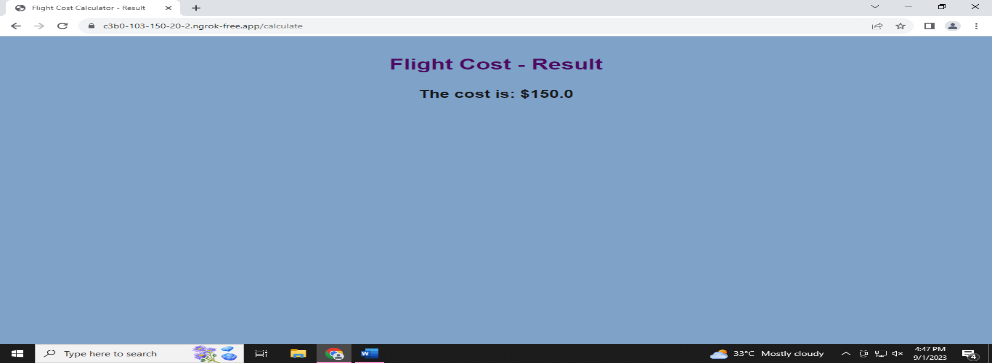 Flight Cost Calculator - Result
c3b0-103-150-20-2.ngrok-free.app/calculate
Flight Cost - Result
The cost is: $150.0
Type here to search
33°C Mostly cloudy
4:47 PM
9/1/2023
4